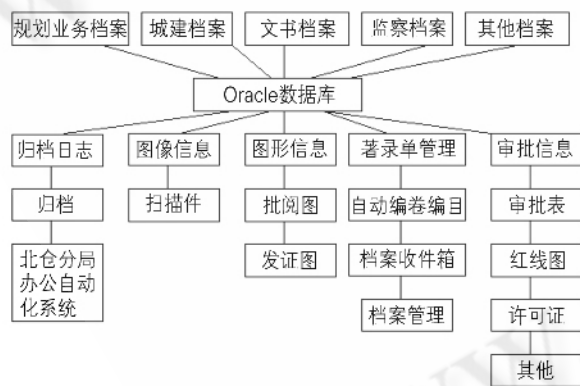 规划业务档案
城建档案
文书档案
监察档案
其他档案
Oracle数据库
归档日志
图像信息
图形信息
著录单管理
审批信息
归档
扫描件
批阅图
自动编卷编目
审批表
北仓分局
办公自动
化系统
发证图
档案收件箱
红线图
档案管理
许可证
其他